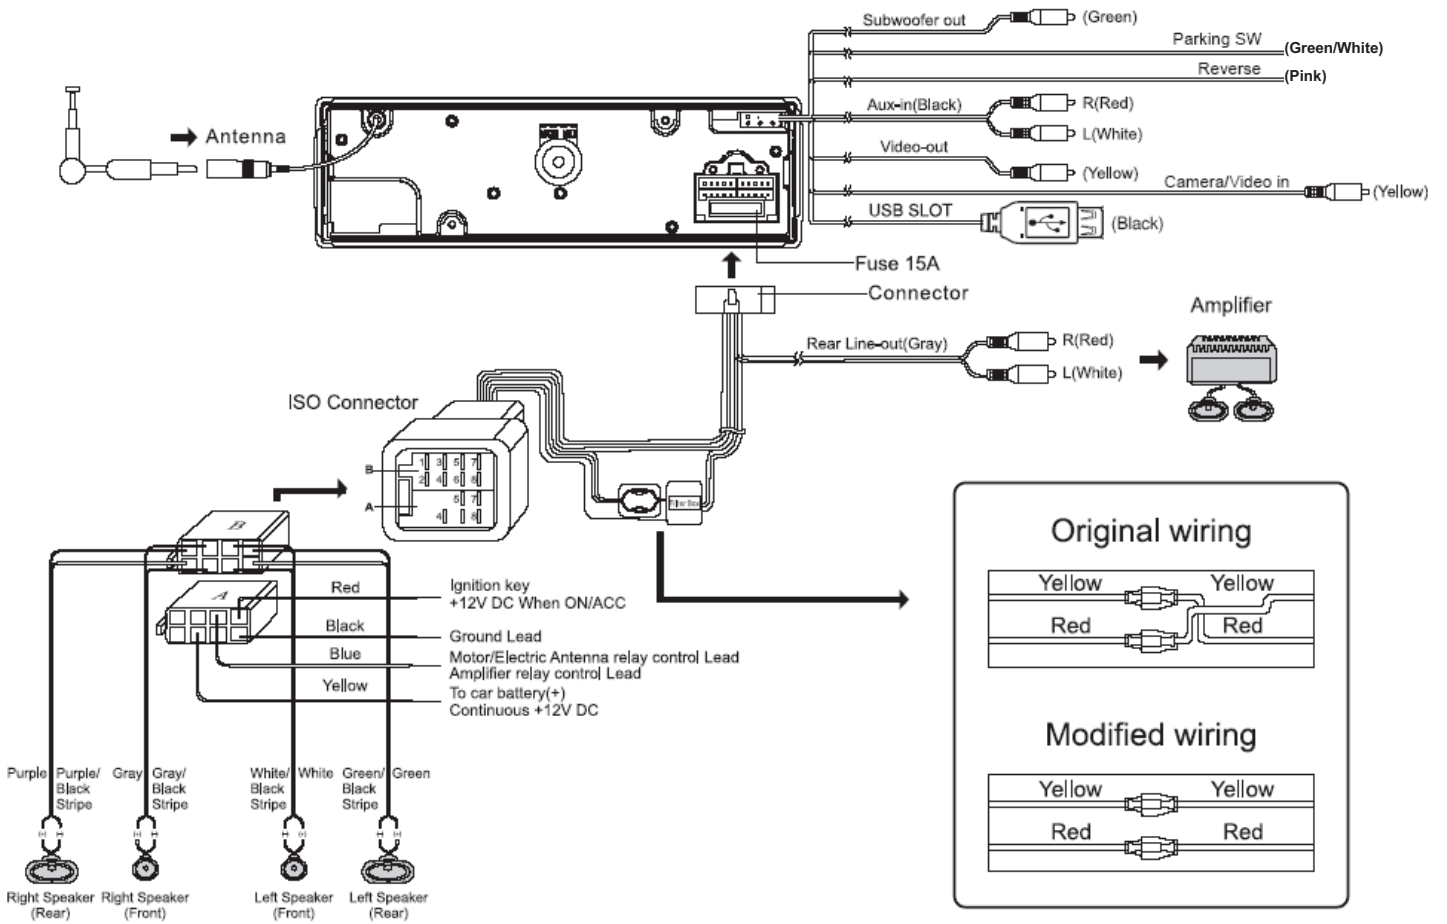 Subwoofer out
(Green)
Parking SW
(Green/White)
Reverse
(Pink)
Aux-in(Black)
R(Red)
L(White)
Video-out
(Yellow)
Camera/Video in
(Yellow)
USB SLOT
(Black)
Antenna
Fuse 15A
Connector
Rear Line-out(Gray)
R(Red)
L(White)
Amplifier
ISO Connector
B
1 3 5 7
2 4 6 8
A
5 7
4 8
Filter Box
B
A
Red
Ignition key
+12V DC When ON/ACC
Black
Ground Lead
Blue
Motor/Electric Antenna relay control Lead
Amplifier relay control Lead
Yellow
To car battery(+)
Continuous +12V DC
Purple
Purple/
Black
Stripe
Gray
Gray/
Black
Stripe
White/
Black
Stripe
White
Green/
Black
Stripe
Green
Right Speaker
(Rear)
Right Speaker
(Front)
Left Speaker
(Front)
Left Speaker
(Rear)
Original wiring
Yellow
Yellow
Red
Red
Modified wiring
Yellow
Yellow
Red
Red